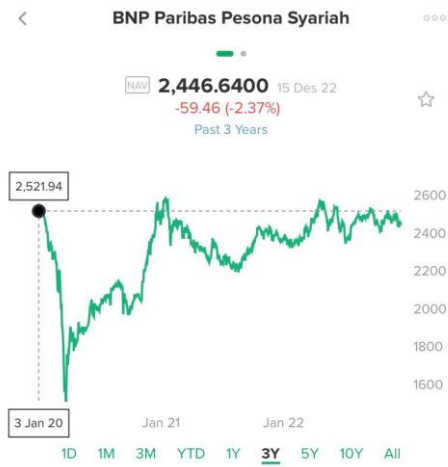 BNP Paribas Pesona Syariah
NAV 2,446.6400 15 Des 22
-59.46 (-2.37%)
Past 3 Years
2,521.94
2600
2400
2200
2000
1800
1600
3 Jan 20 Jan 21 Jan 22
1D 1M 3M YTD 1Y 3Y 5Y 10Y All